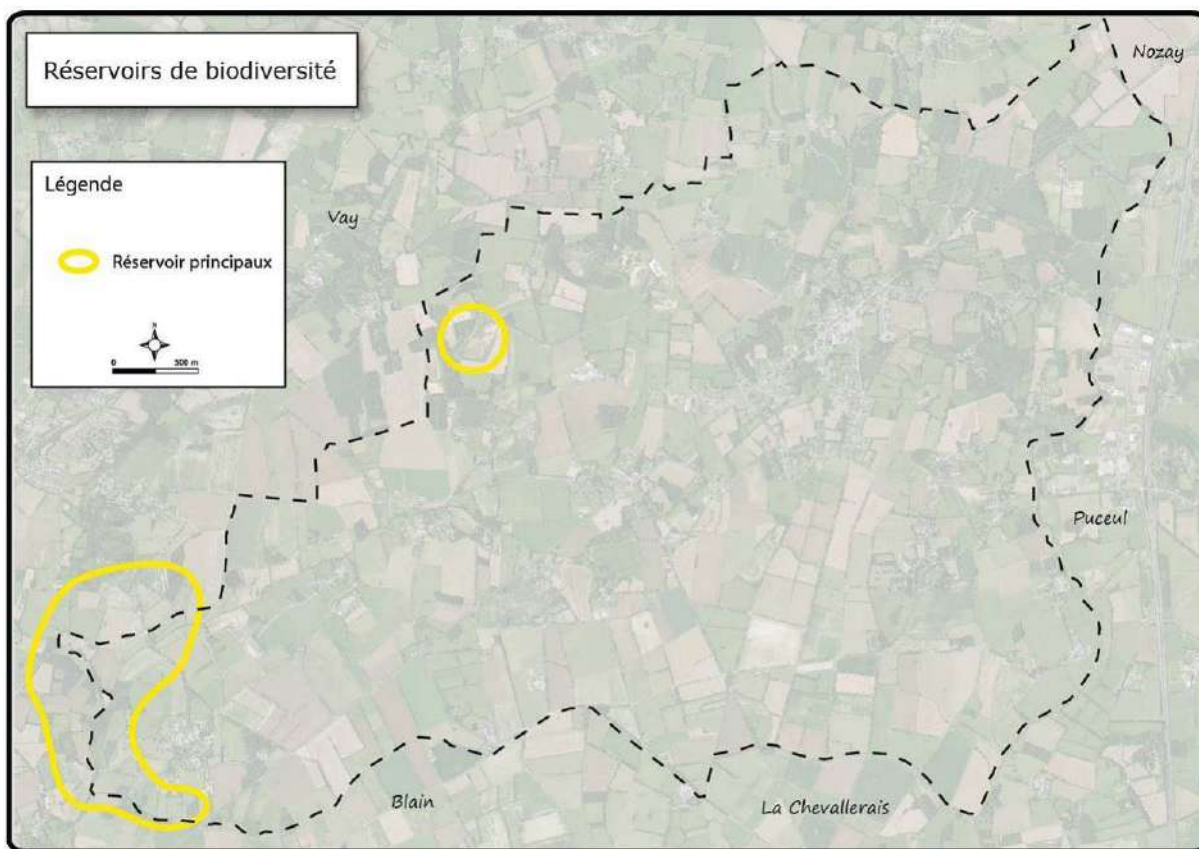 Réservoirs de biodiversité
Nozay
Légende
Vay
Réservoir principaux
N
0 500 m
Puceul
Blain
La Chevallerais